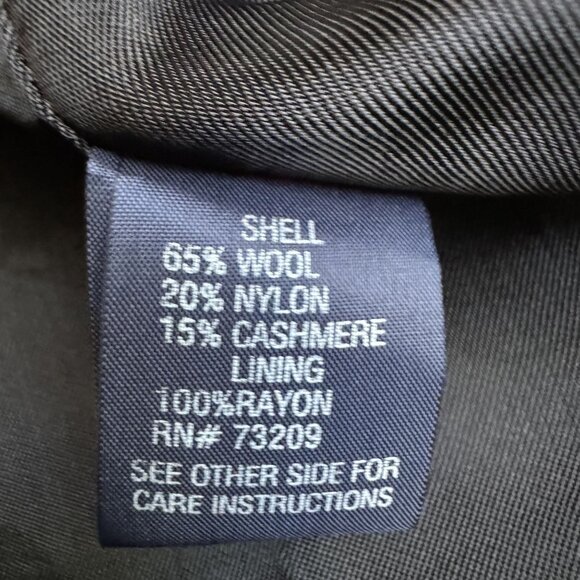 SHELL
65% WOOL
20% NYLON
15% CASHMERE
LINING
100%RAYON
RN# 73209
SEE OTHER SIDE FOR
CARE INSTRUCTIONS